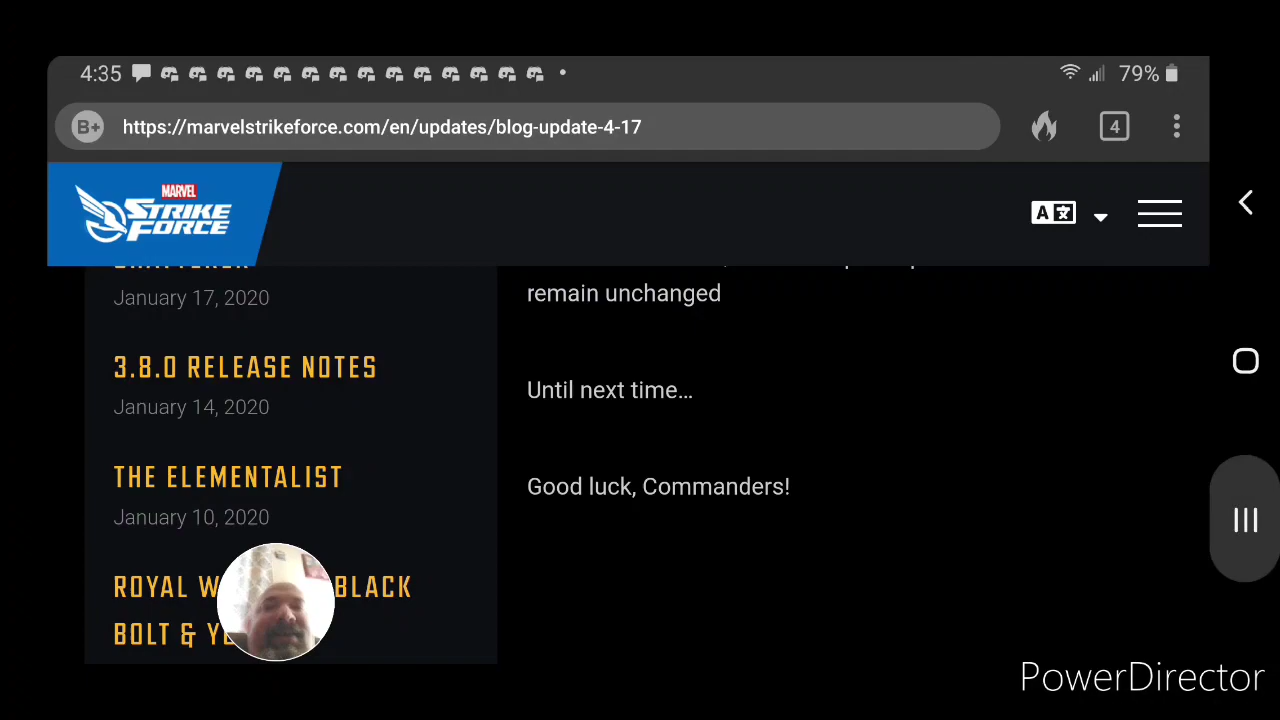 4:35
79%
B+
https://marvelstrikeforce.com/en/updates/blog-update-4-17
4
MARVEL
STRIKE
FORCE
A文
January 17, 2020
3.8.0 RELEASE NOTES
January 14, 2020
THE ELEMENTALIST
January 10, 2020
ROYAL BLACK
BOLT &
remain unchanged
Until next time…
Good luck, Commanders!
PowerDirector